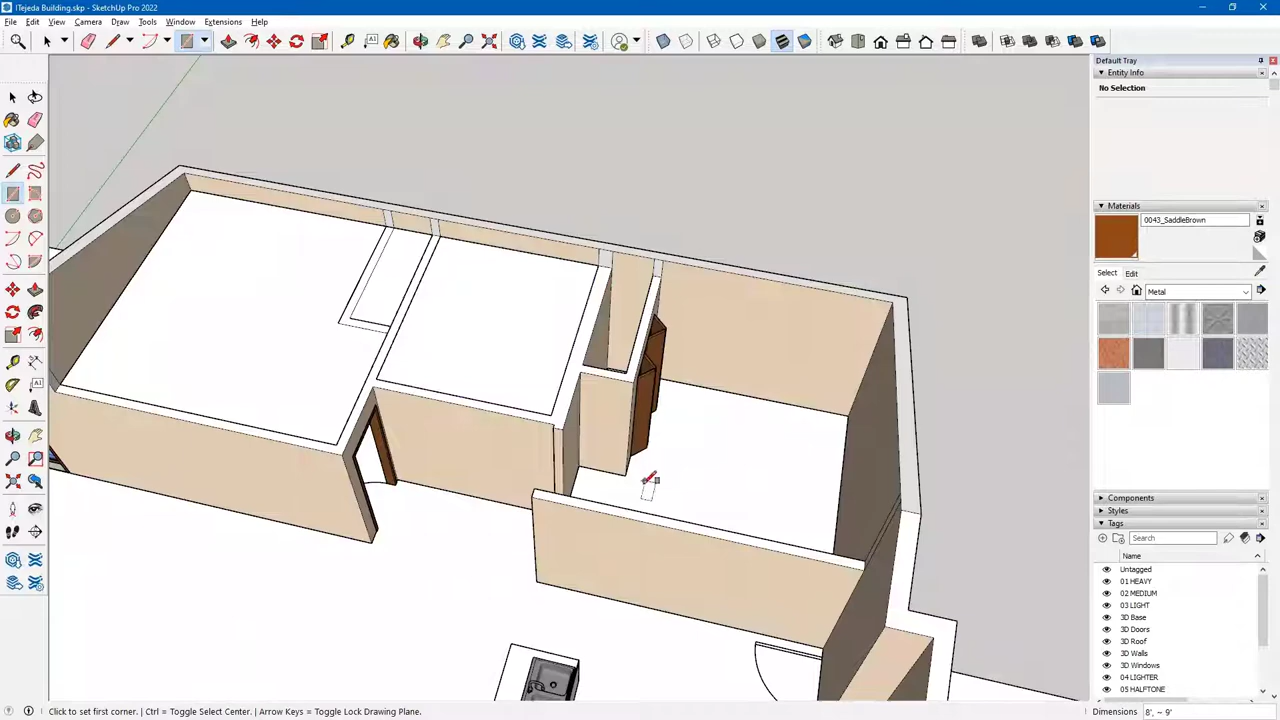 ITejeda Building.skp - SketchUp Pro 2022
File Edit View Camera Draw Tools Window Extensions Help
Default Tray
Entity Info
No Selection
Materials
0043_SaddleBrown
Select Edit
Metal
Components
Styles
Tags
Search
Name
Untagged
01 HEAVY
02 MEDIUM
03 LIGHT
3D Base
3D Doors
3D Roof
3D Walls
3D Windows
04 LIGHTER
05 HALFTONE
Click to set first corner. | Ctrl = Toggle Select Center. | Arrow Keys = Toggle Lock Drawing Plane.
Dimensions 8', ~ 9'